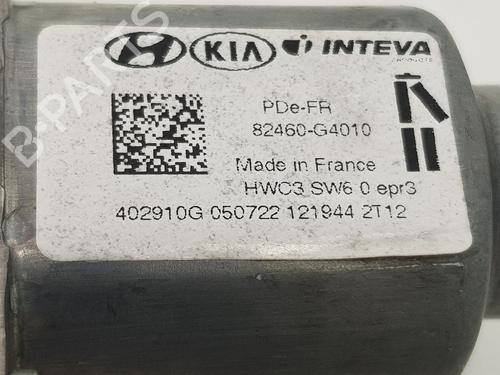 HYUNDAI KIA INTEVA
PRODUCTS
PDe-FR
82460-G4010
Made in France
HWC3 SW6 0 epr3
402910G 050722 121944 2T12
B-PARTS